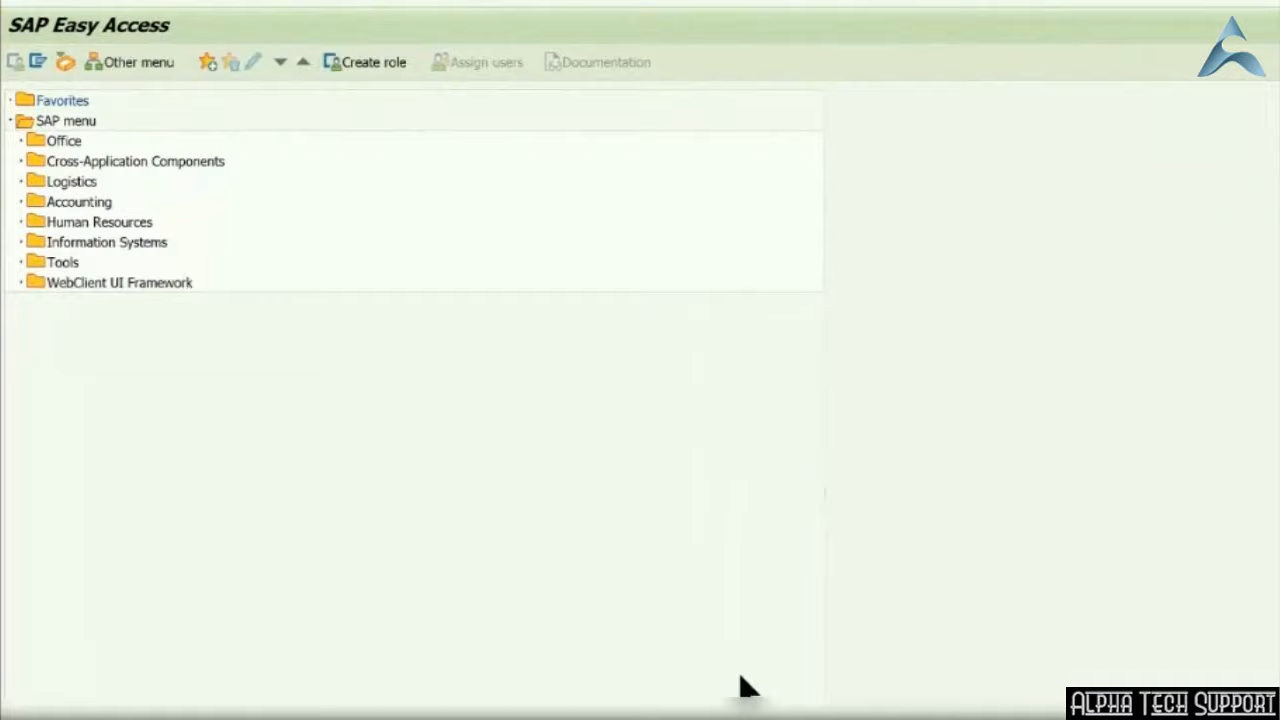 SAP Easy Access
Other menu Create role Assign users Documentation
Favorites
SAP menu
Office
Cross-Application Components
Logistics
Accounting
Human Resources
Information Systems
Tools
WebClient UI Framework
Alpha Tech Support